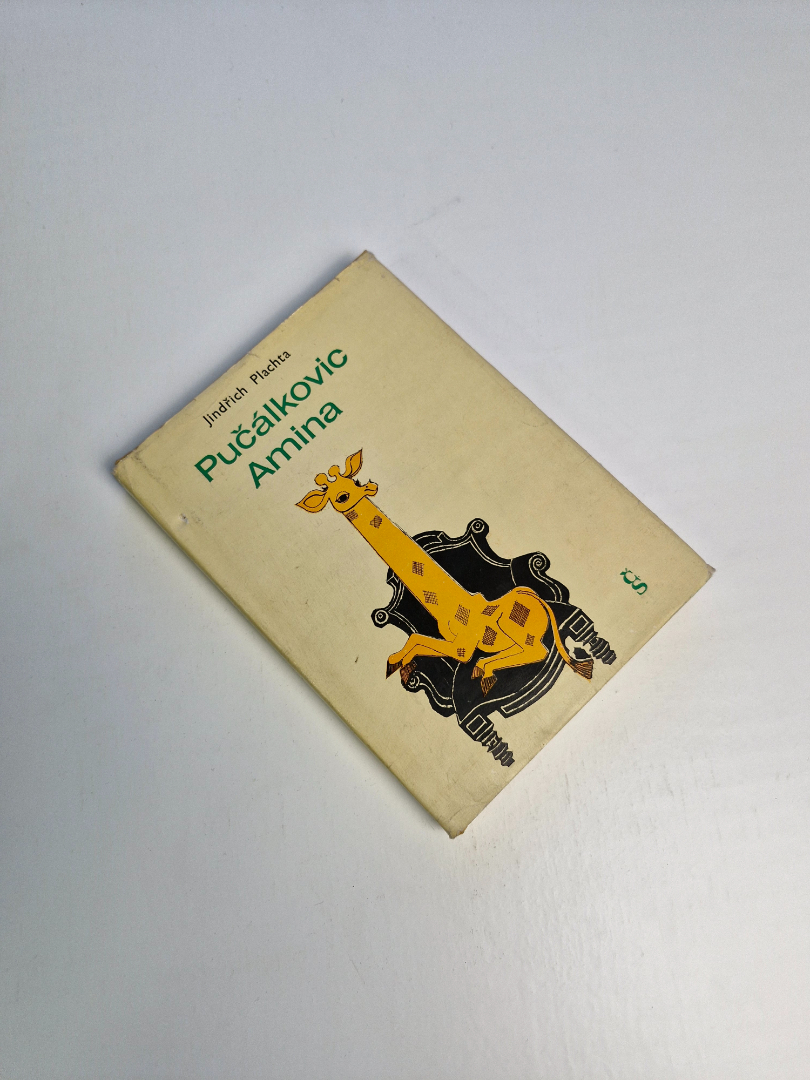 Jindřich Plachta
Pučálkovic
Amina
čs